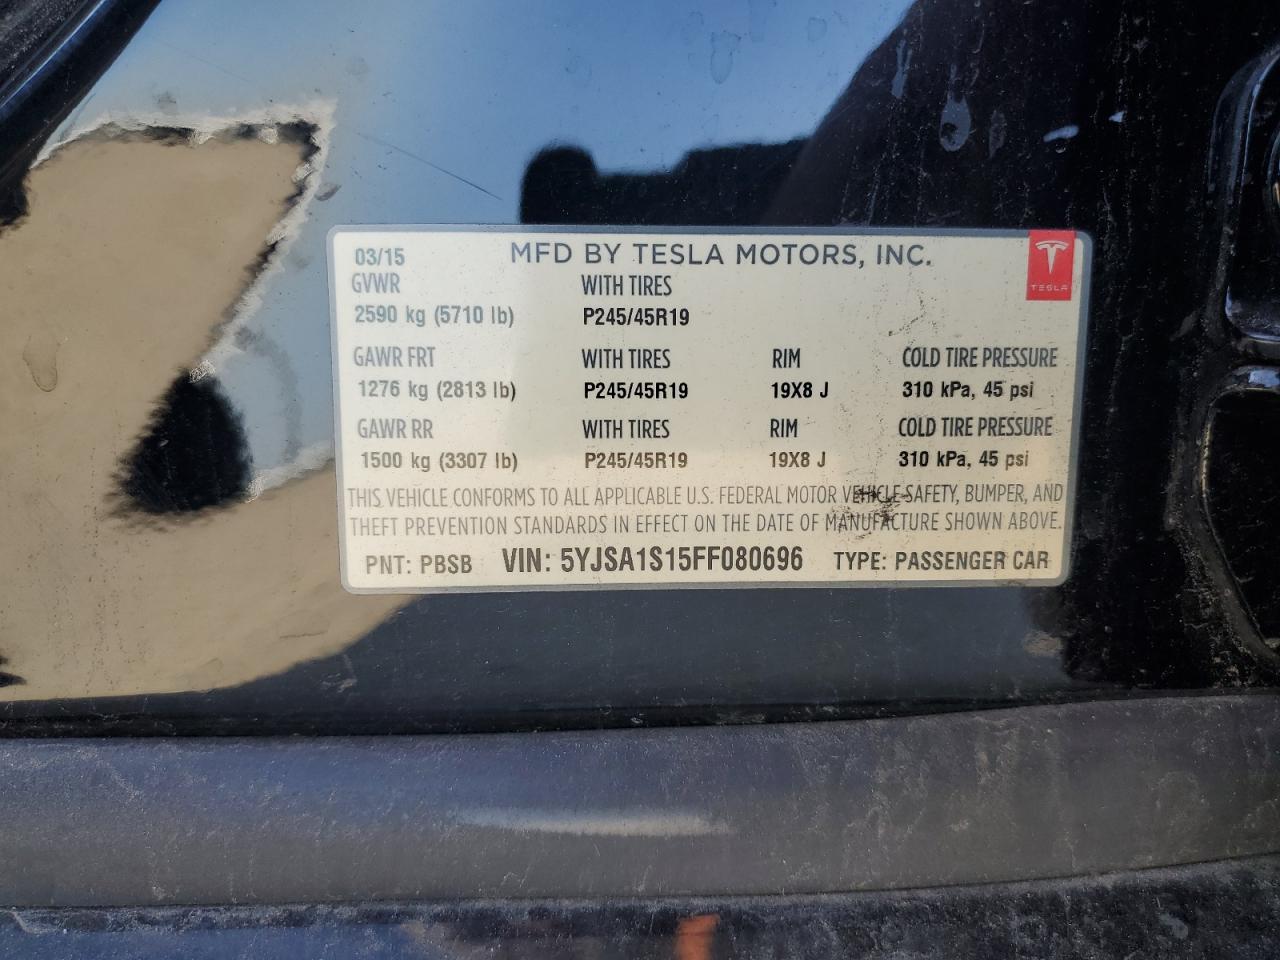 03/15 MFD BY TESLA MOTORS, INC.
TESLA
GVWR WITH TIRES
2590 kg (5710 lb) P245/45R19
GAWR FRT WITH TIRES RIM COLD TIRE PRESSURE
1276 kg (2813 lb) P245/45R19 19X8 J 310 kPa, 45 psi
GAWR RR WITH TIRES RIM COLD TIRE PRESSURE
1500 kg (3307 lb) P245/45R19 19X8 J 310 kPa, 45 psi
THIS VEHICLE CONFORMS TO ALL APPLICABLE U.S. FEDERAL MOTOR VEHICLE SAFETY, BUMPER, AND
THEFT PREVENTION STANDARDS IN EFFECT ON THE DATE OF MANUFACTURE SHOWN ABOVE.
PNT: PBSB VIN: 5YJSA1S15FF080696 TYPE: PASSENGER CAR